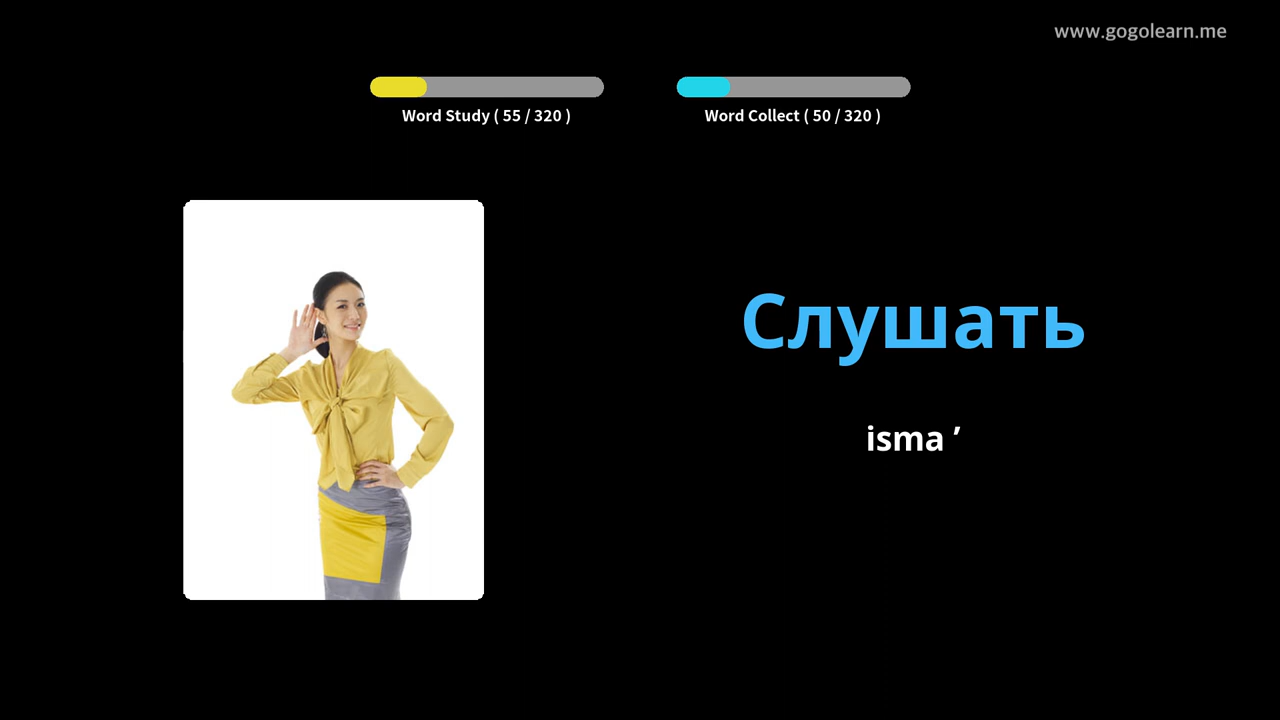 www.gogolearn.me
Word Study ( 55 / 320 )
Word Collect ( 50 / 320 )
Слушать
isma ’